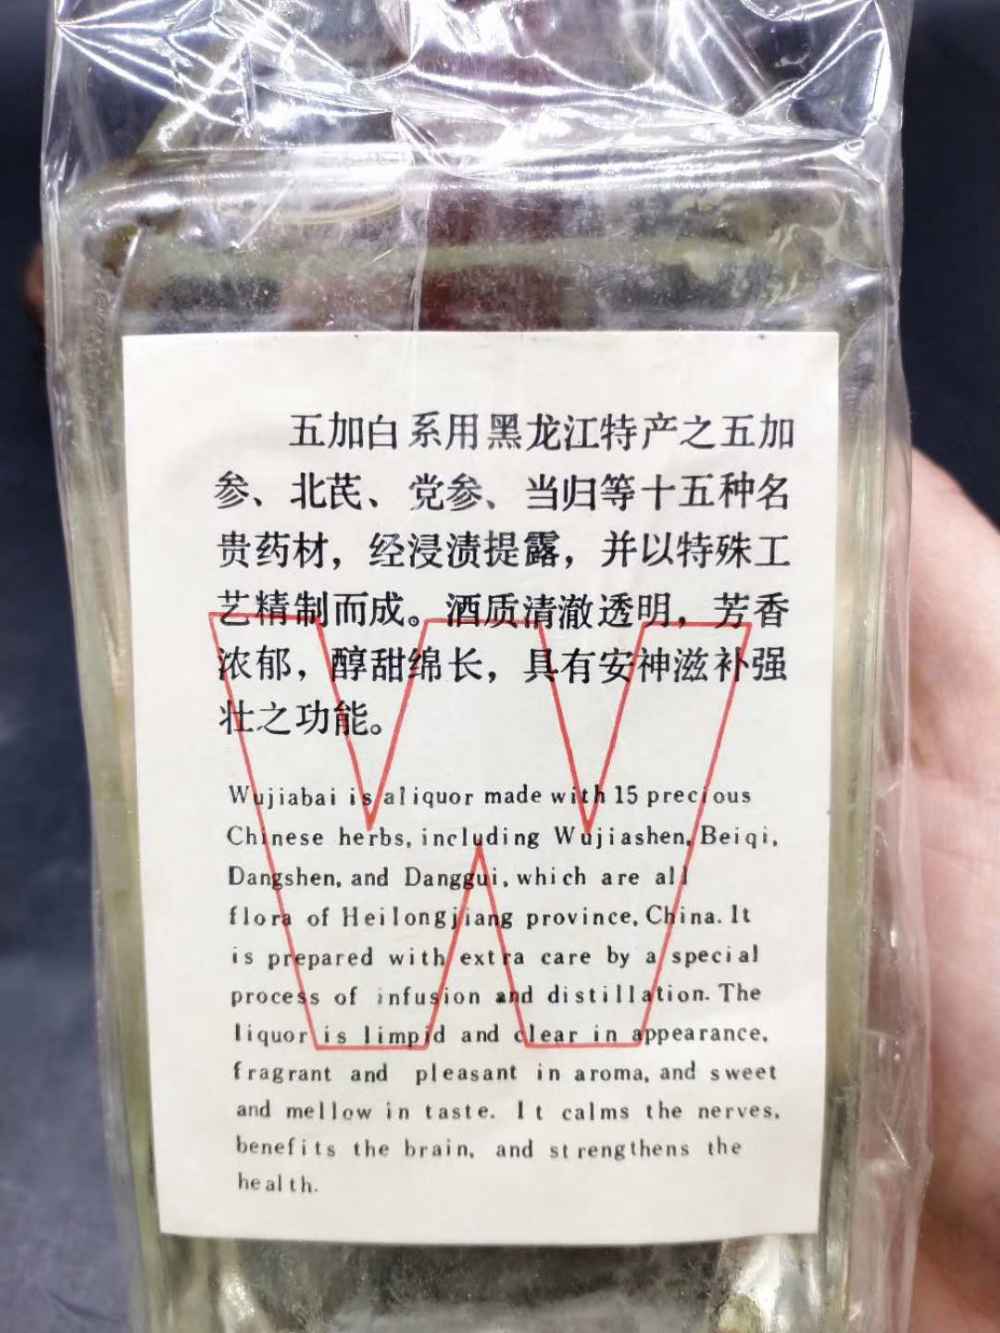 五加白系用黑龙江特产之五加
参、北芪、党参、当归等十五种名
贵药材，经浸渍提露，并以特殊工
艺精制而成。酒质清澈透明，芳香
浓郁，醇甜绵长，具有安神滋补强
壮之功能。
Wujiabai is a liquor made with 15 precious
Chinese herbs, including Wujiashen, Beiqi,
Dangshen, and Danggui, which are all
flora of Heilongjiang province, China. It
is prepared with extra care by a special
process of infusion and distillation. The
liquor is limpid and clear in appearance,
fragrant and pleasant in aroma, and sweet
and mellow in taste. It calms the nerves,
benefits the brain, and strengthens the
health.
W